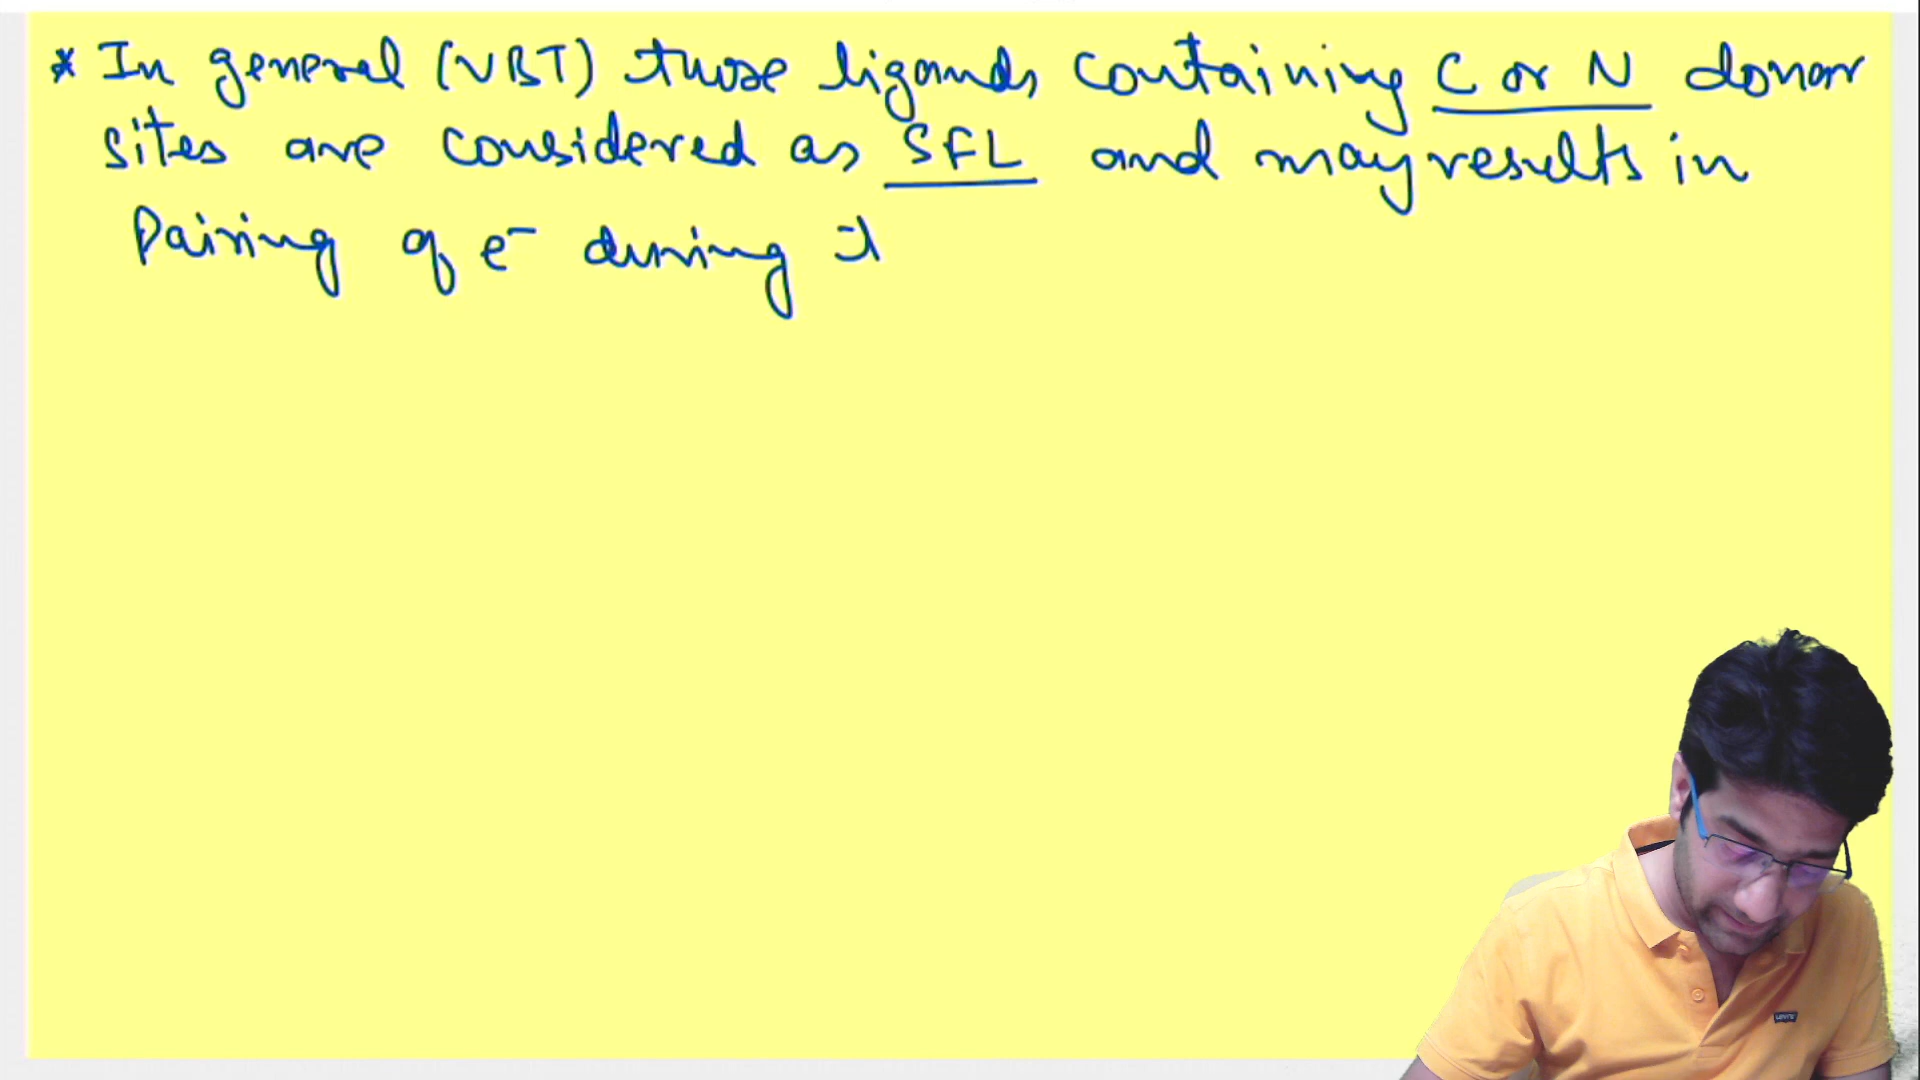 * In general (VBT) those ligands containing C or N donor
sites are considered as SFL and may results in
Pairing of e⁻ during
LEVI'S